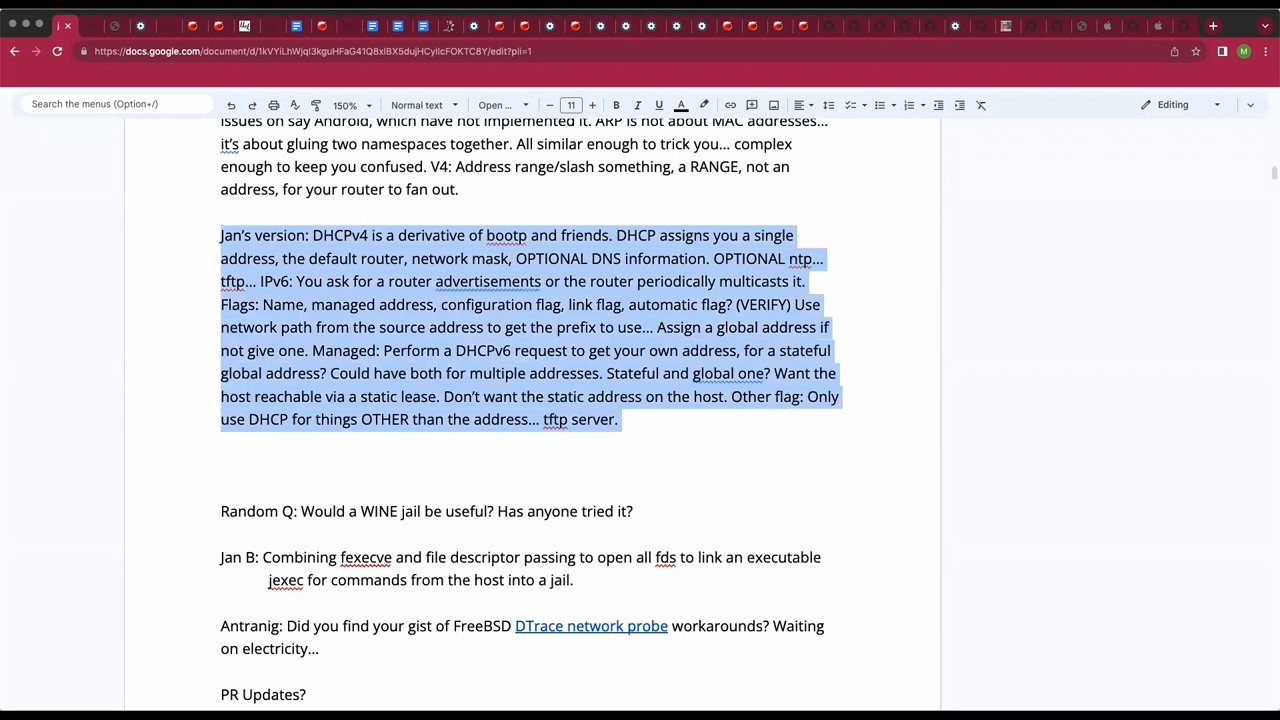 https://docs.google.com/document/d/1kVYiLhWjql3kguHFaG41Q8xlBX5dujHCyilcFOKTC8Y/edit?pli=1
M
Search the menus (Option+/)
150%
Normal text
Open ...
11
B
I
U
A
Editing
issues on say Android, which have not implemented it. ARP is not about MAC addresses…
it’s about gluing two namespaces together. All similar enough to trick you… complex
enough to keep you confused. V4: Address range/slash something, a RANGE, not an
address, for your router to fan out.
Jan’s version: DHCPv4 is a derivative of bootp and friends. DHCP assigns you a single
address, the default router, network mask, OPTIONAL DNS information. OPTIONAL ntp…
tftp… IPv6: You ask for a router advertisements or the router periodically multicasts it.
Flags: Name, managed address, configuration flag, link flag, automatic flag? (VERIFY) Use
network path from the source address to get the prefix to use… Assign a global address if
not give one. Managed: Perform a DHCPv6 request to get your own address, for a stateful
global address? Could have both for multiple addresses. Stateful and global one? Want the
host reachable via a static lease. Don’t want the static address on the host. Other flag: Only
use DHCP for things OTHER than the address… tftp server.
Random Q: Would a WINE jail be useful? Has anyone tried it?
Jan B: Combining fexecve and file descriptor passing to open all fds to link an executable
jexec for commands from the host into a jail.
Antranig: Did you find your gist of FreeBSD DTrace network probe workarounds? Waiting
on electricity…
PR Updates?